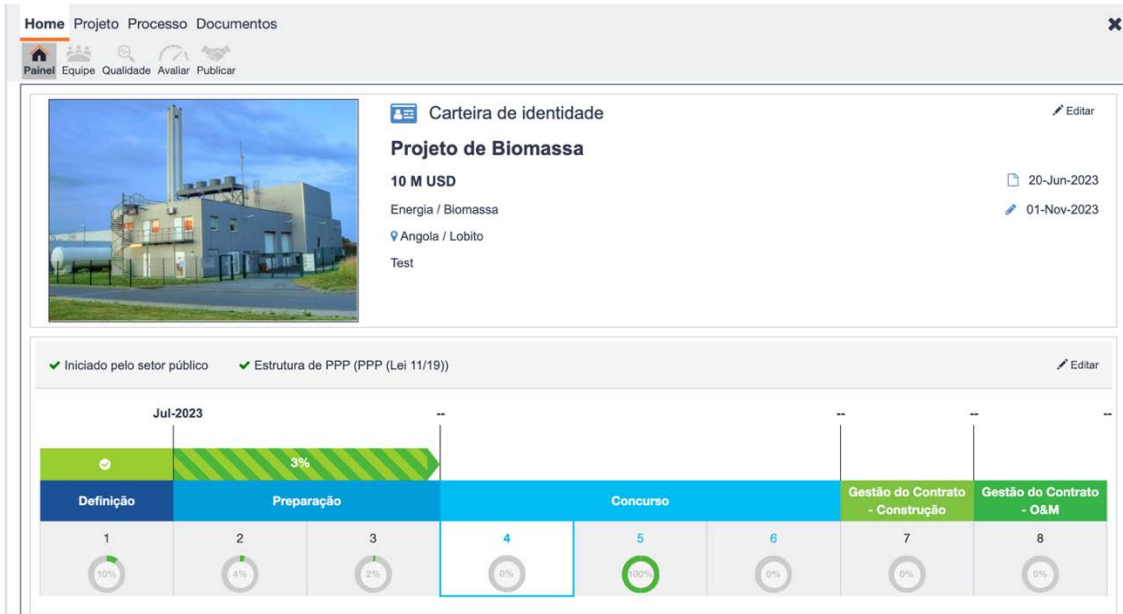 Home Projeto Processo Documentos
Painel Equipe Qualidade Avaliar Publicar
Carteira de identidade
Editar
Projeto de Biomassa
10 M USD
20-Jun-2023
Energia / Biomassa
01-Nov-2023
Angola / Lobito
Test
Iniciado pelo setor público Estrutura de PPP (PPP (Lei 11/19)) Editar
Jul-2023 -- -- -- --
3%
Definição Preparação Concurso Gestão do Contrato - Construção Gestão do Contrato - O&M
1 2 3 4 5 6 7 8
10% 4% 2% 0% 100% 0% 0% 0%